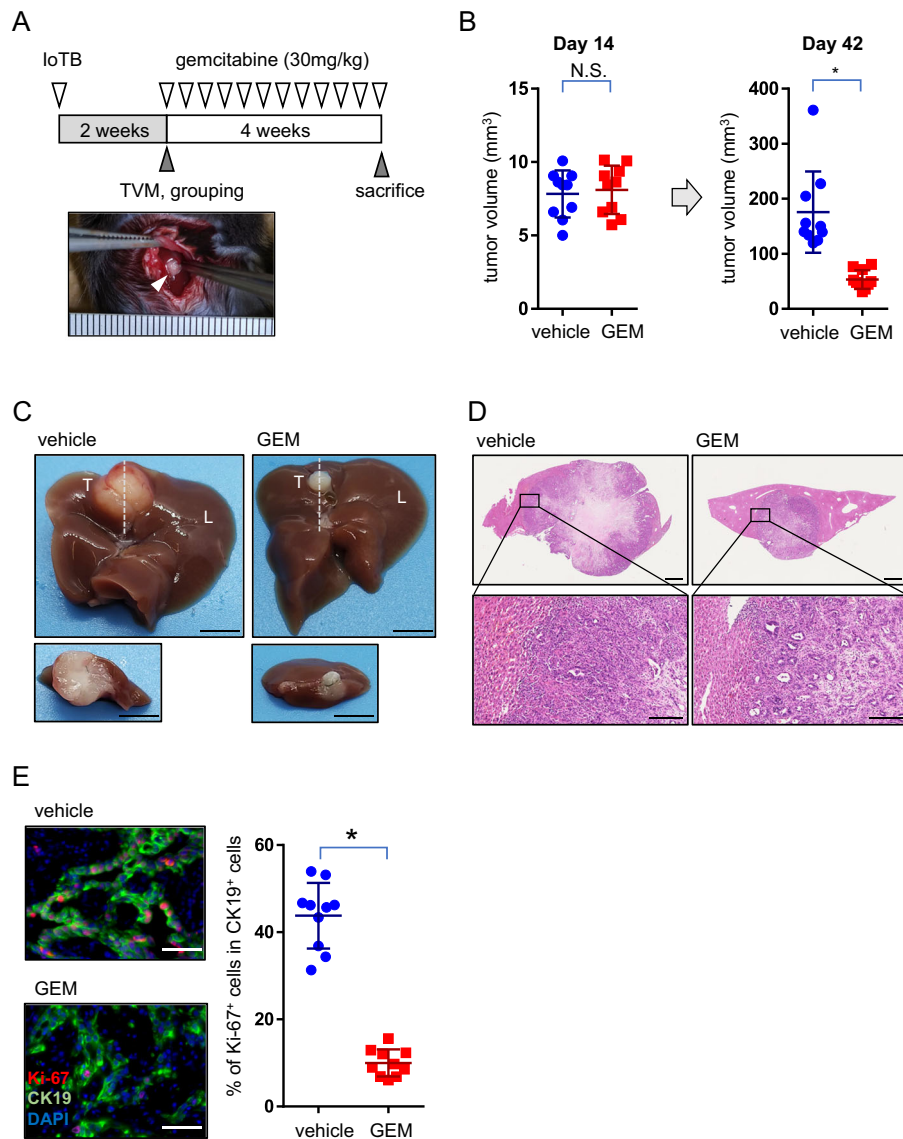 A
IoTB
gemcitabine (30mg/kg)
2 weeks
4 weeks
TVM, grouping
sacrifice
B
Day 14
N.S.
tumor volume (mm³)
15
10
5
0
vehicle
GEM
Day 42
*
tumor volume (mm³)
400
300
200
100
0
vehicle
GEM
C
vehicle
GEM
T
L
T
L
D
vehicle
GEM
E
vehicle
GEM
Ki-67
CK19
DAPI
*
% of Ki-67⁺ cells in CK19⁺ cells
60
40
20
0
vehicle
GEM